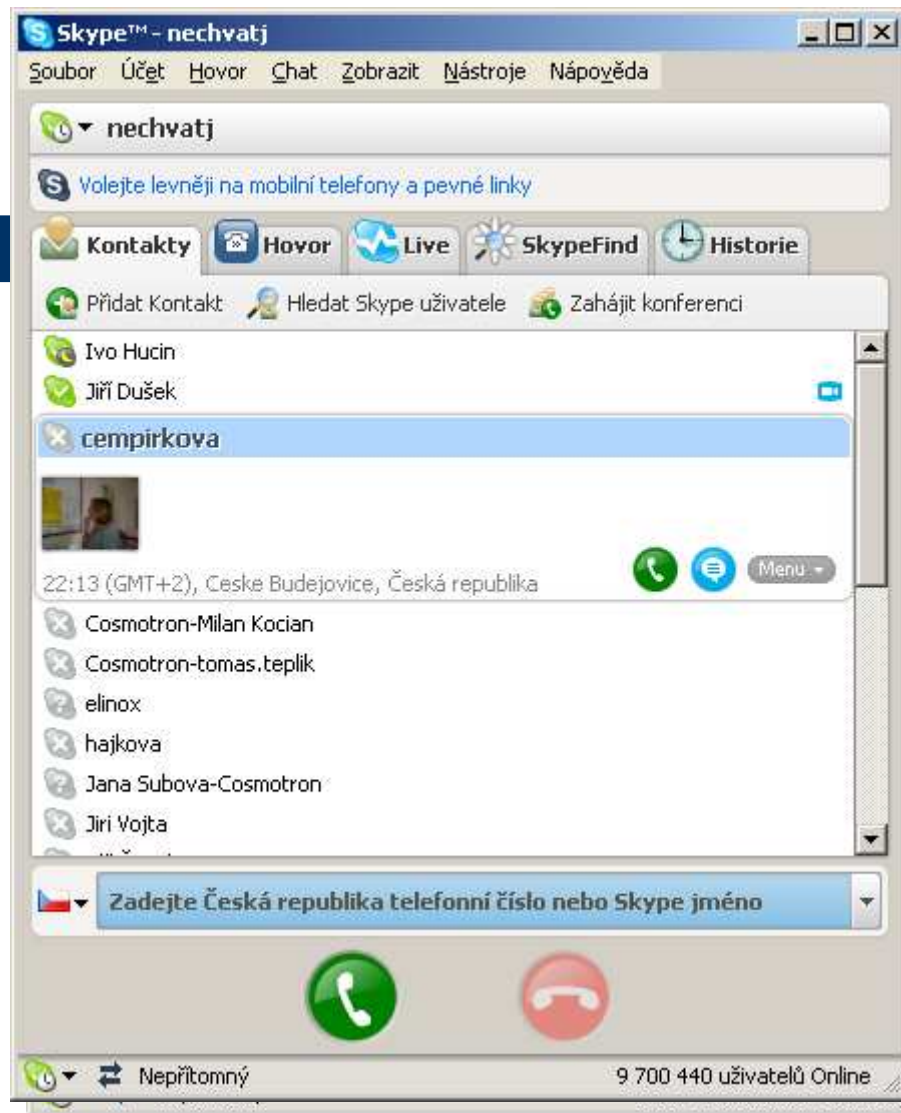 Skype™ - nechvatj
Soubor Účet Hovor Chat Zobrazit Nástroje Nápověda
nechvatj
Volejte levněji na mobilní telefony a pevné linky
Kontakty Hovor Live SkypeFind Historie
Přidat Kontakt Hledat Skype uživatele Zahájit konferenci
Ivo Hucin
Jiří Dušek
cempirkova
22:13 (GMT+2), Ceske Budejovice, Česká republika Menu
Cosmotron-Milan Kocian
Cosmotron-tomas.teplik
elinox
hajkova
Jana Subova-Cosmotron
Jiri Vojta
Zadejte Česká republika telefonní číslo nebo Skype jméno
Nepřítomný 9 700 440 uživatelů Online